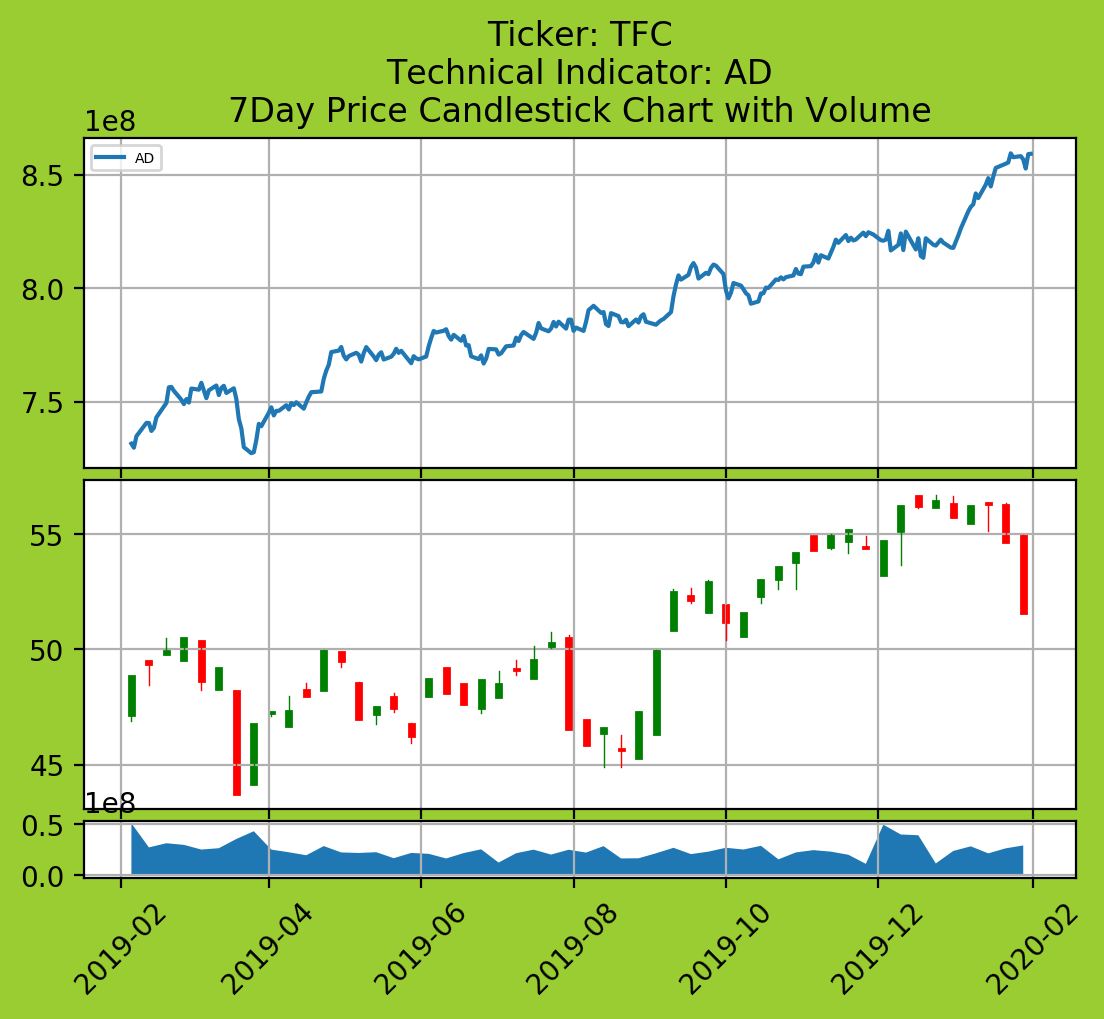 Ticker: TFC
Technical Indicator: AD
7Day Price Candlestick Chart with Volume
1e8
AD
8.5
8.0
7.5
55
50
45
1e8
0.5
0.0
2019-02
2019-04
2019-06
2019-08
2019-10
2019-12
2020-02